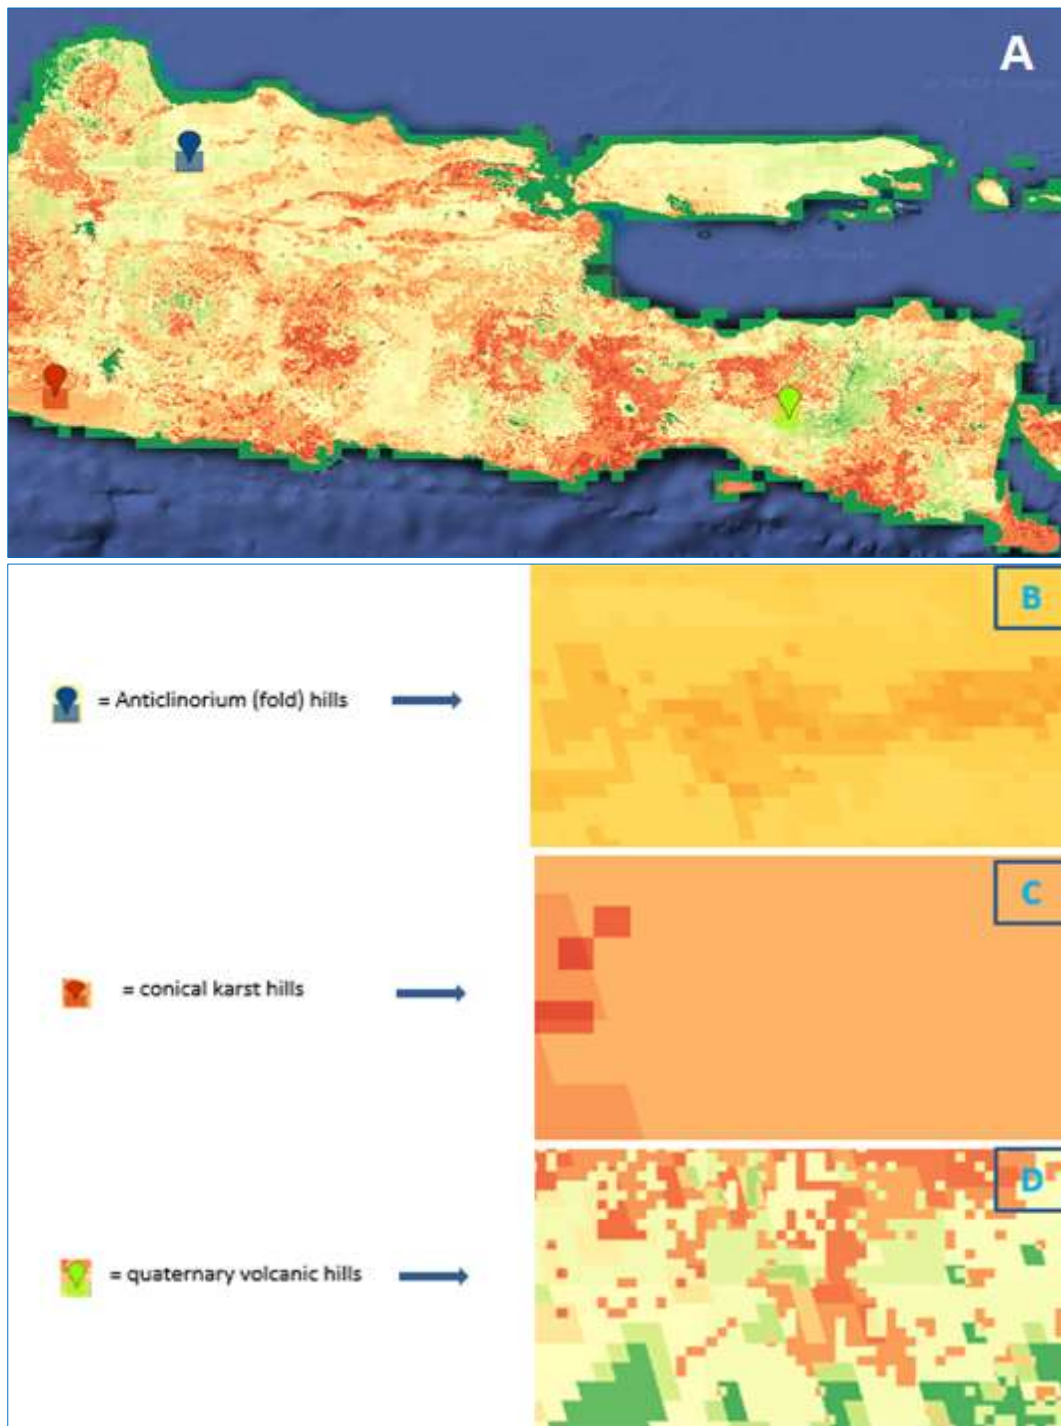 A
B
= Anticlinorium (fold) hills
C
= conical karst hills
D
= quaternary volcanic hills